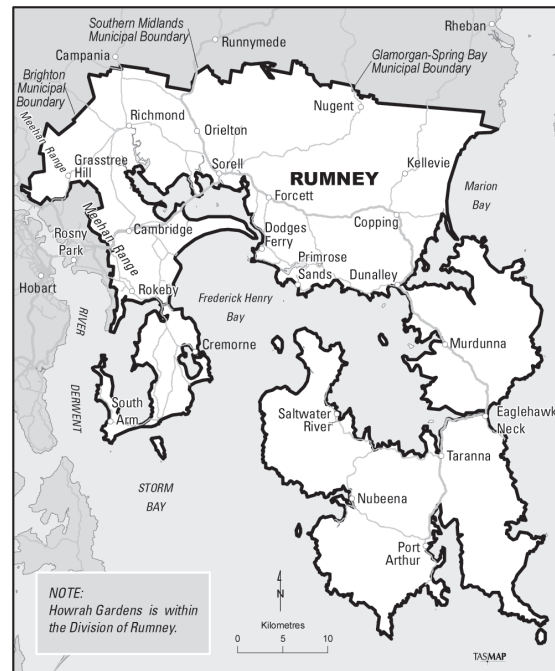 Southern Midlands
Municipal Boundary
Rheban
Runnymede
Campania
Glamorgan-Spring Bay
Municipal Boundary
Brighton
Municipal
Boundary
Nugent
Richmond
Orielton
Meehan Range
Grasstree
Hill
Sorell
RUMNEY
Kellevie
Forcett
Marion
Bay
Meehan Range
Rosny
Park
Cambridge
Dodges
Ferry
Copping
Primrose
Sands
Dunalley
Hobart
Rokeby
RIVER
DERWENT
Frederick Henry
Bay
Cremorne
Murdunna
South
Arm
Saltwater
River
Eaglehawk
Neck
Taranna
STORM
BAY
Nubeena
Port
Arthur
NOTE:
Howrah Gardens is within
the Division of Rumney.
N
Kilometres
0 5 10
TASMAP